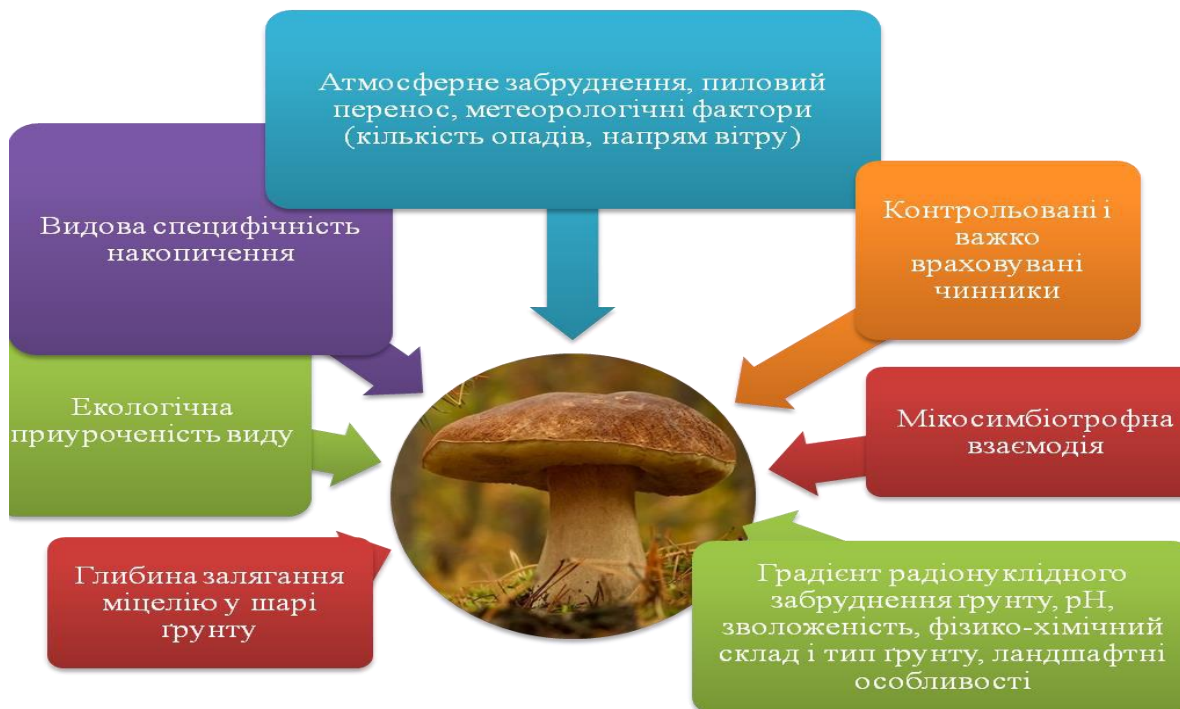 Атмосферне забруднення, пиловий
перенос, метеорологічні фактори
(кількість опадів, напрям вітру)
Видова специфічність
накопичення
Контрольовані і
важко
враховувані
чинники
Екологічна
приуроченість виду
Мікосимбіотрофна
взаємодія
Глибина залягання
міцелію у шарі
ґрунту
Градієнт радіонуклідного
забруднення ґрунту, рН,
зволоженість, фізико-хімічний
склад і тип ґрунту, ландшафтні
особливості